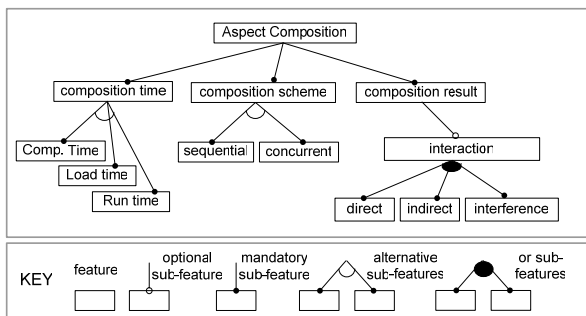 Aspect Composition
composition time
composition scheme
composition result
Comp. Time
Load time
Run time
sequential
concurrent
interaction
direct
indirect
interference
KEY
feature
optional
sub-feature
mandatory
sub-feature
alternative
sub-features
or sub-
features